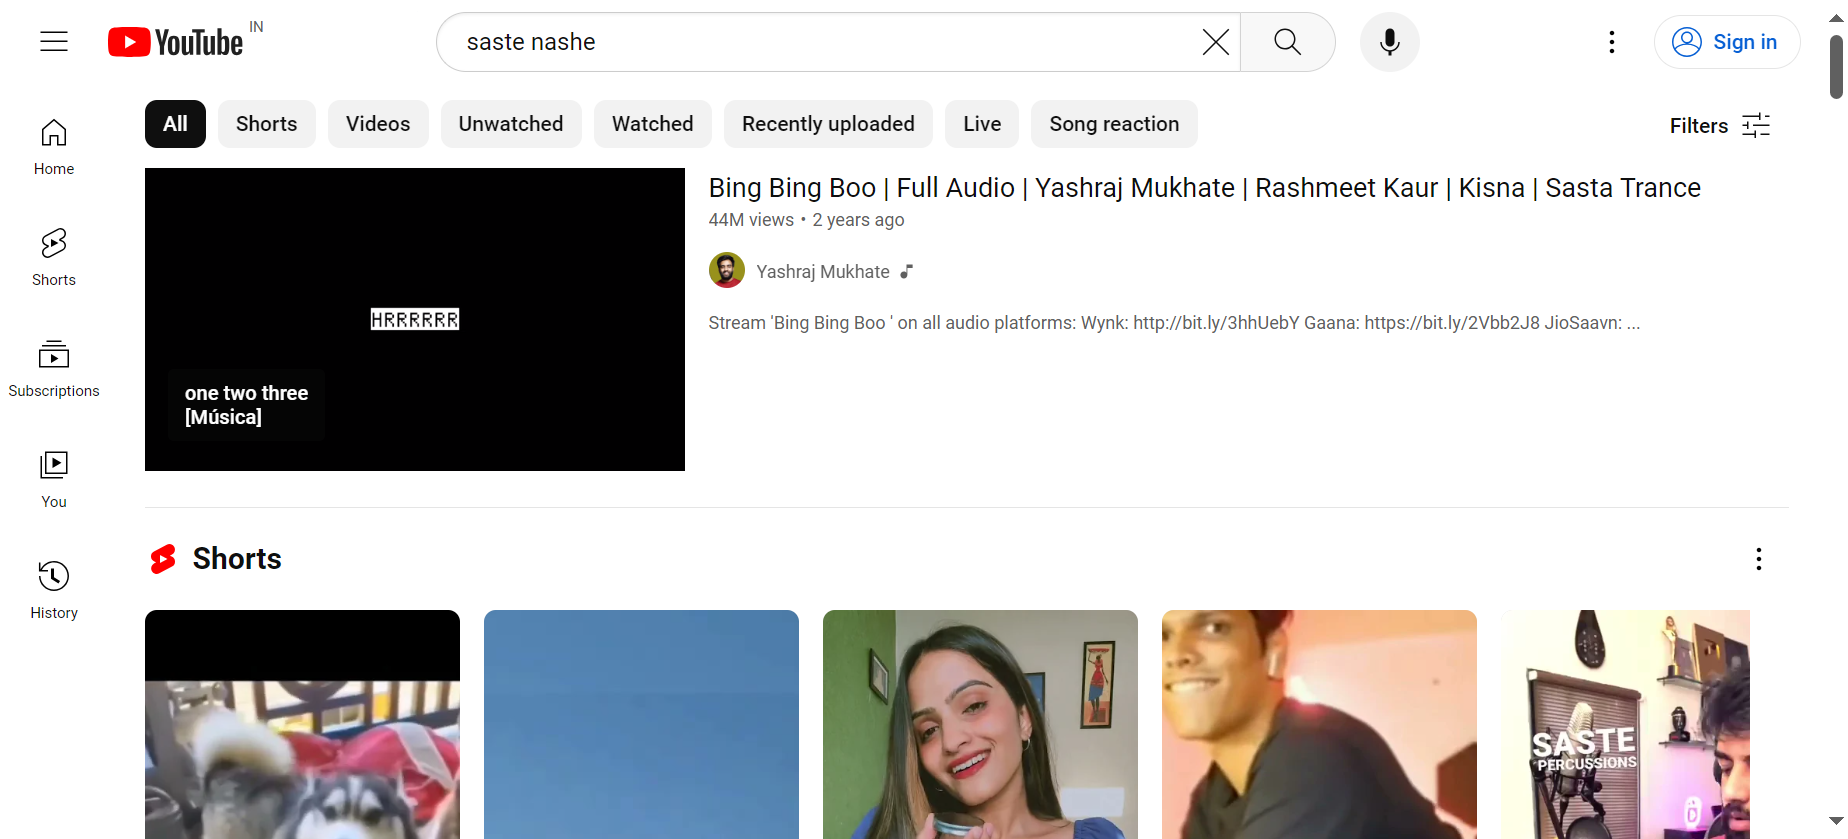 YouTube IN
saste nashe
Sign in
All
Shorts
Videos
Unwatched
Watched
Recently uploaded
Live
Song reaction
Filters
Home
Shorts
Subscriptions
You
History
HRRRRRR
one two three
[Música]
Bing Bing Boo | Full Audio | Yashraj Mukhate | Rashmeet Kaur | Kisna | Sasta Trance
44M views • 2 years ago
Yashraj Mukhate
Stream 'Bing Bing Boo ' on all audio platforms: Wynk: http://bit.ly/3hhUebY Gaana: https://bit.ly/2Vbb2J8 JioSaavn: ...
Shorts
SASTE
PERCUSSIONS